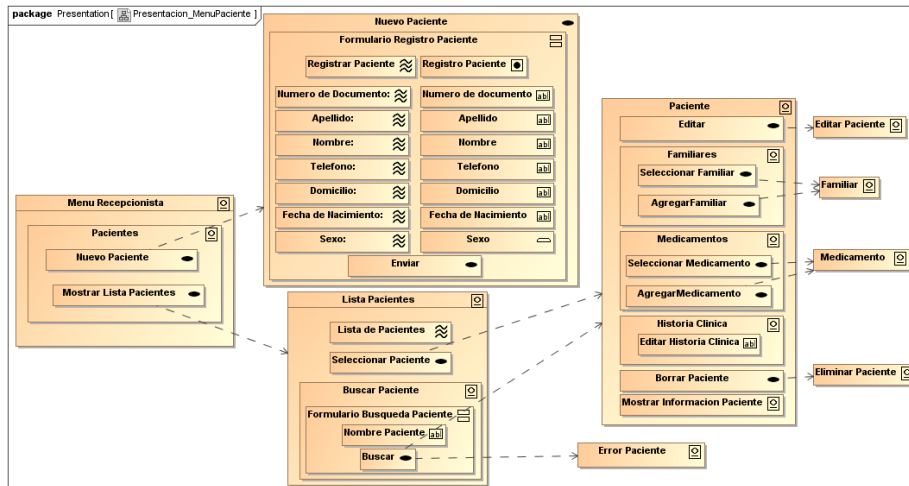 package Presentation[ Presentacion_MenuPaciente ]
Nuevo Paciente
Formulario Registro Paciente
Registrar Paciente
Registro Paciente
Numero de Documento:
Numero de documento
Apellido:
Apellido
Nombre:
Nombre
Telefono:
Telefono
Domicilio:
Domicilio
Fecha de Nacimiento:
Fecha de Nacimiento
Sexo:
Sexo
Enviar
Menu Recepcionista
Pacientes
Nuevo Paciente
Mostrar Lista Pacientes
Lista Pacientes
Lista de Pacientes
Seleccionar Paciente
Buscar Paciente
Formulario Busqueda Paciente
Nombre Paciente
Buscar
Paciente
Editar
Familiares
Seleccionar Familiar
AgregarFamiliar
Medicamentos
Seleccionar Medicamento
AgregarMedicamento
Historia Clinica
Editar Historia Clinica
Borrar Paciente
Mostrar Informacion Paciente
Editar Paciente
Familiar
Medicamento
Eliminar Paciente
Error Paciente